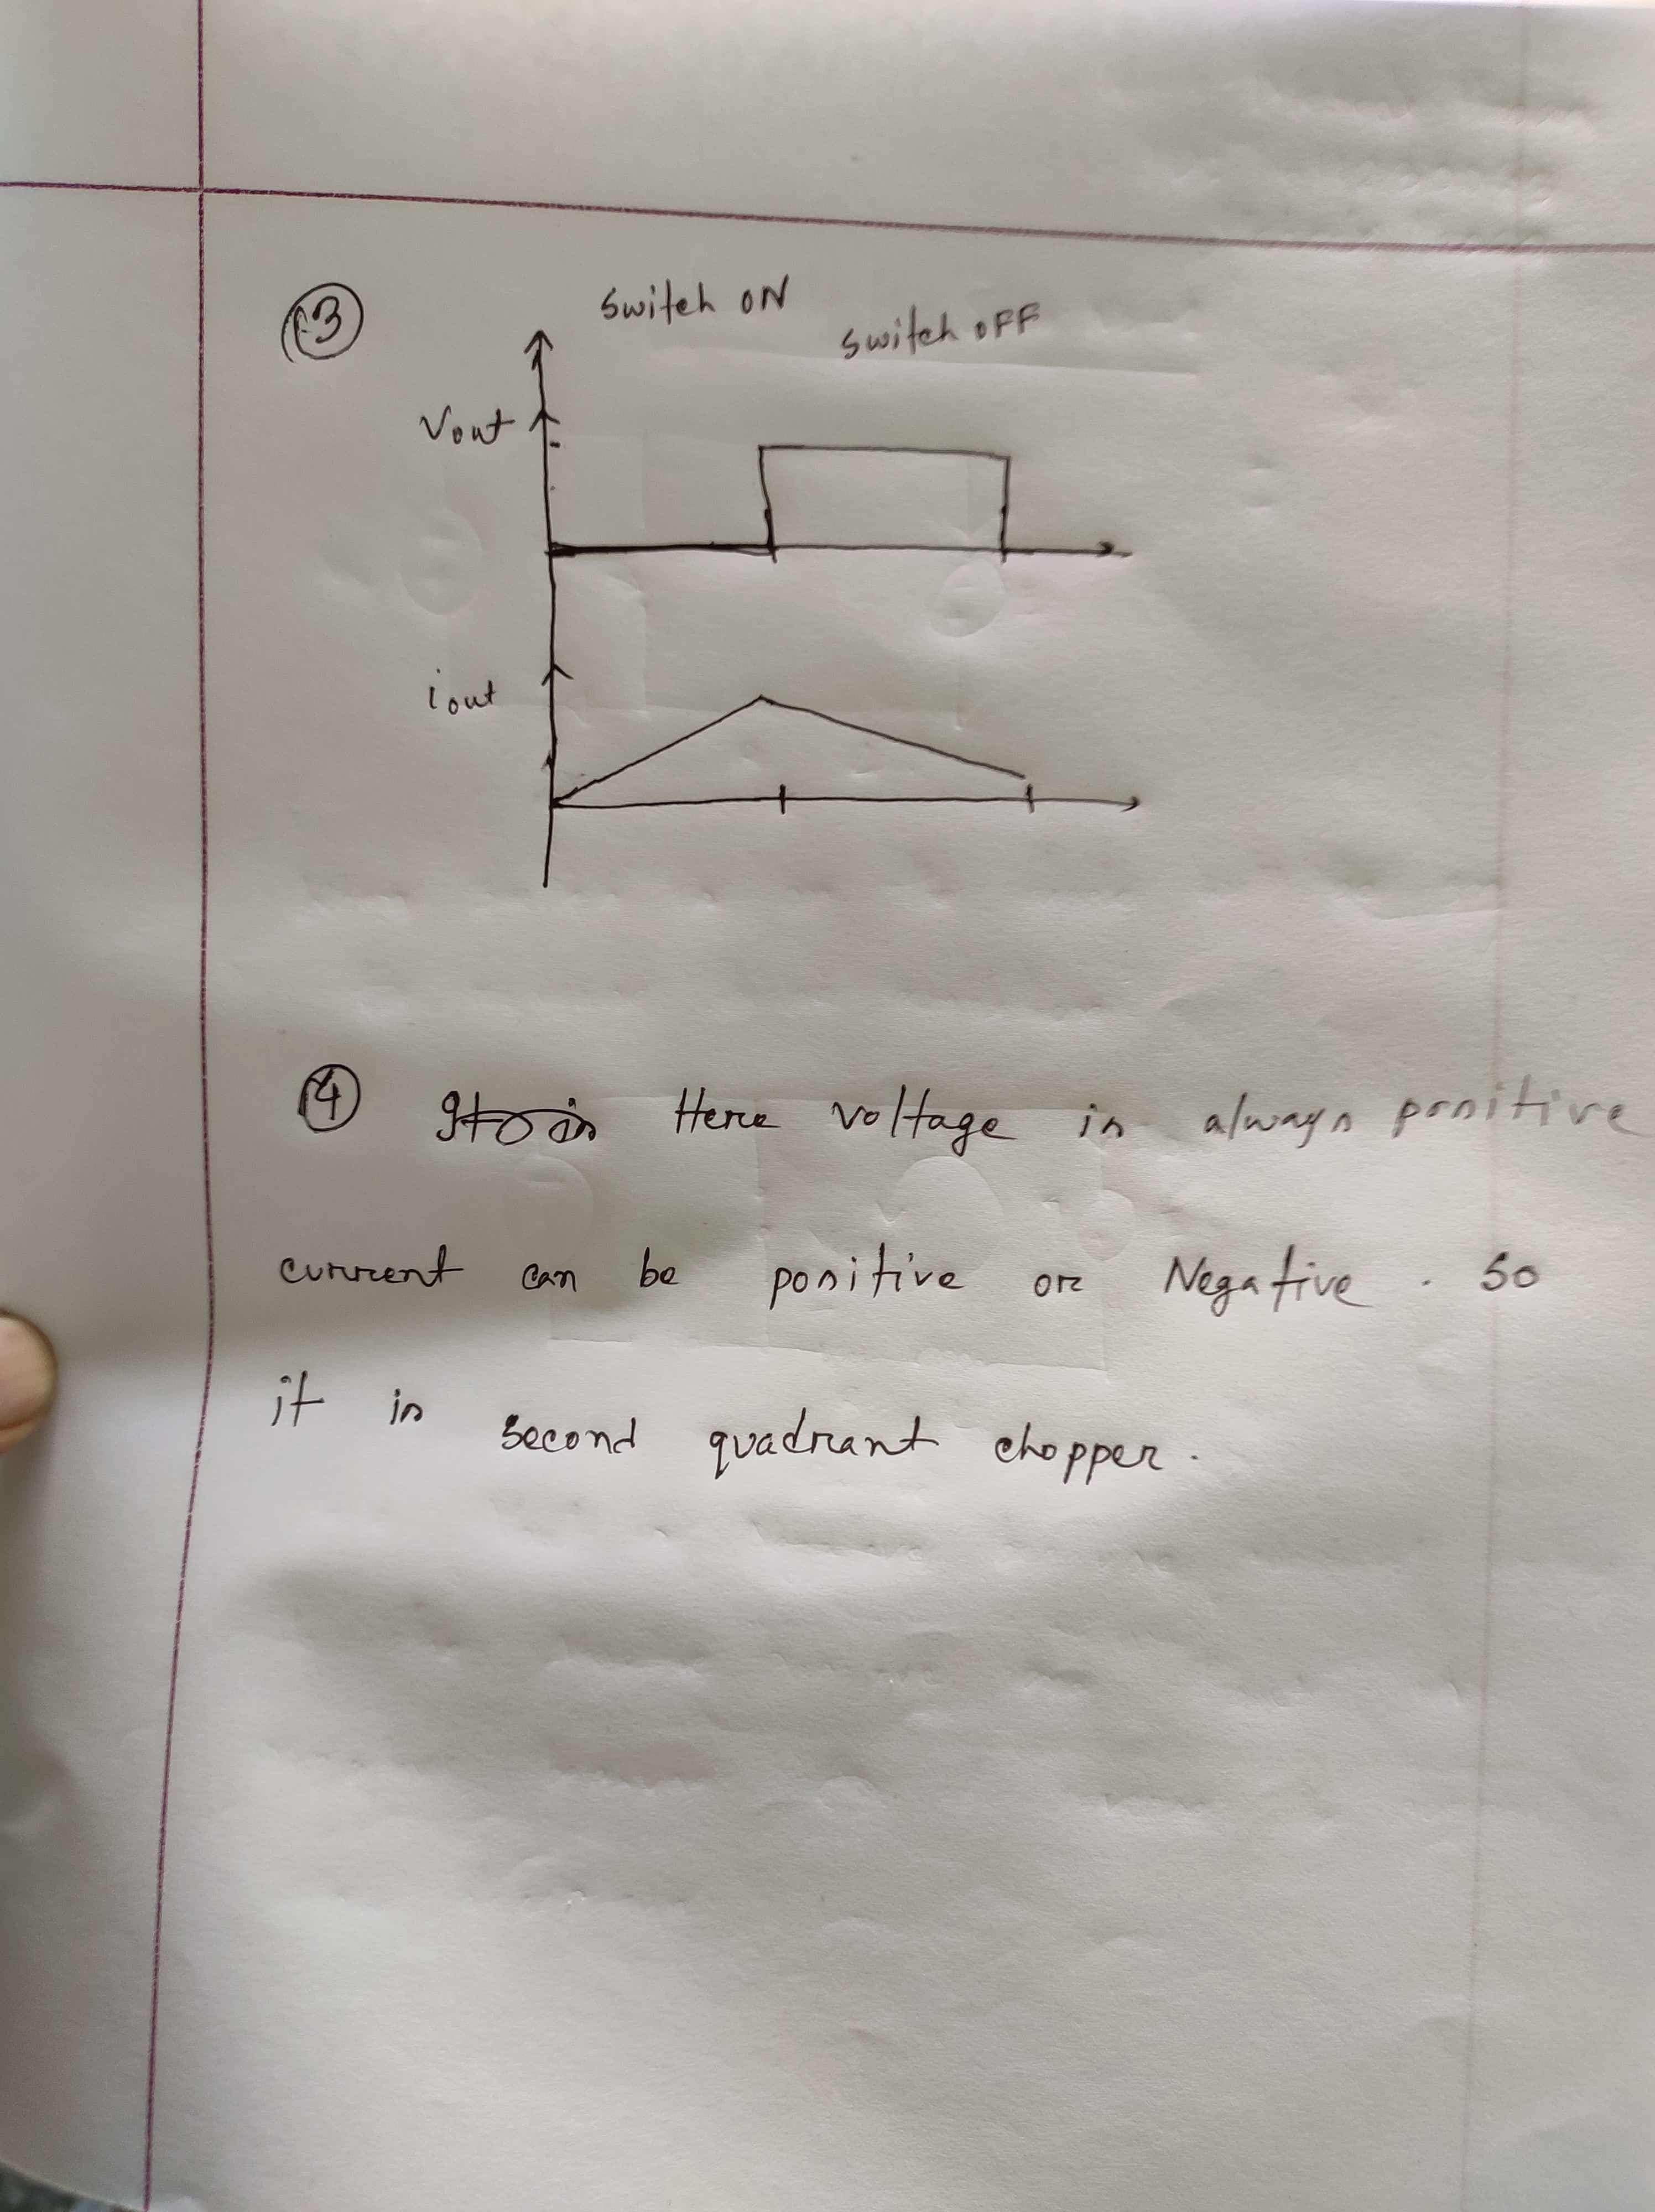 3
Switch ON
Switch OFF
Vout
iout
4 Here voltage is always positive
current can be positive or Negative . So
it is second quadrant chopper.